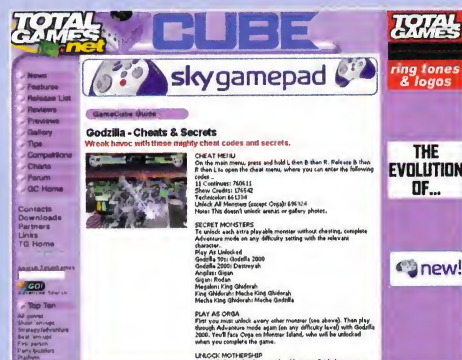 TOTAL GAMES.net
CUBE
TOTAL GAMES
News
Features
Release List
Reviews
Previews
Gallery
Tips
Competitions
Charts
Forum
GC Home
Contacts
Downloads
Partners
Links
TG Home
GO!
Top Ten
sky gamepad
GameCube Guide
Godzilla - Cheats & Secrets
Wreak havoc with these mighty cheat codes and secrets.
CHEAT MENU
On the main menu, press and hold L then B then R. Release B then
R then L to open the cheat menu, where you can enter the following
codes...
11 Continues: 760611
Show Credits: 176542
Technicolor: 661334
Unlock All Monsters (except Orga): 696924
Note: This doesn't unlock arenas or gallery photos.
SECRET MONSTERS
To unlock each extra playable monster without cheating, complete
Adventure mode on any difficulty setting with the relevant
character.
Play As Unlocked
Godzilla 90s: Godzilla 2000
Godzilla 2000: Destroyah
Anguirus: Gigan
Gigan: Rodan
Megalon: King Ghidorah
King Ghidorah: Mecha King Ghidorah
Mecha King Ghidorah: Mecha Godzilla
PLAY AS ORGA
First you must unlock every other monster (see above). Then play
through Adventure mode again (on any difficulty level) with Godzilla
2000. You'll face Orga on Monster Island, who will be unlocked
when you complete the game.
UNLOCK MOTHERSHIP
ring tones
& logos
THE
EVOLUTION
OF...
new!